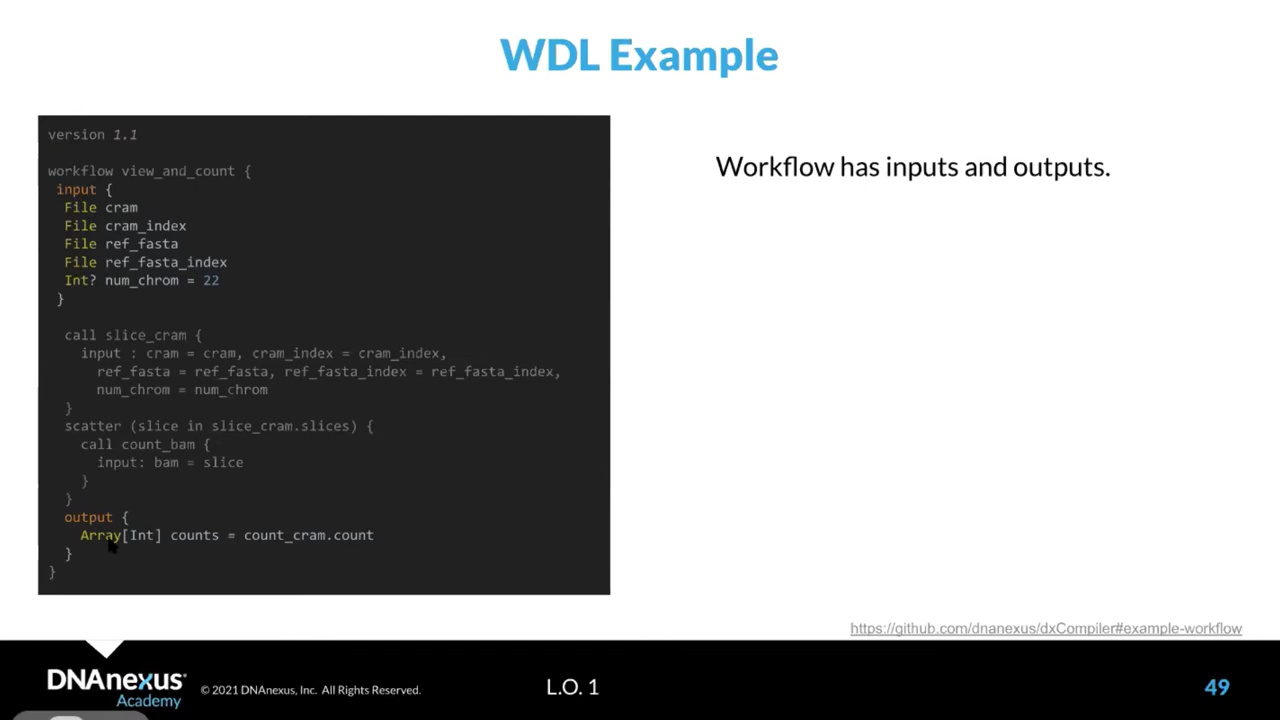 WDL Example
version 1.1
workflow view_and_count {
input {
File cram
File cram_index
File ref_fasta
File ref_fasta_index
Int? num_chrom = 22
}
call slice_cram {
input : cram = cram, cram_index = cram_index,
ref_fasta = ref_fasta, ref_fasta_index = ref_fasta_index,
num_chrom = num_chrom
}
scatter (slice in slice_cram.slices) {
call count_bam {
input: bam = slice
}
}
output {
Array[Int] counts = count_cram.count
}
}
Workflow has inputs and outputs.
https://github.com/dnanexus/dxCompiler#example-workflow
DNAnexus®
Academy
© 2021 DNAnexus, Inc. All Rights Reserved.
L.O. 1
49